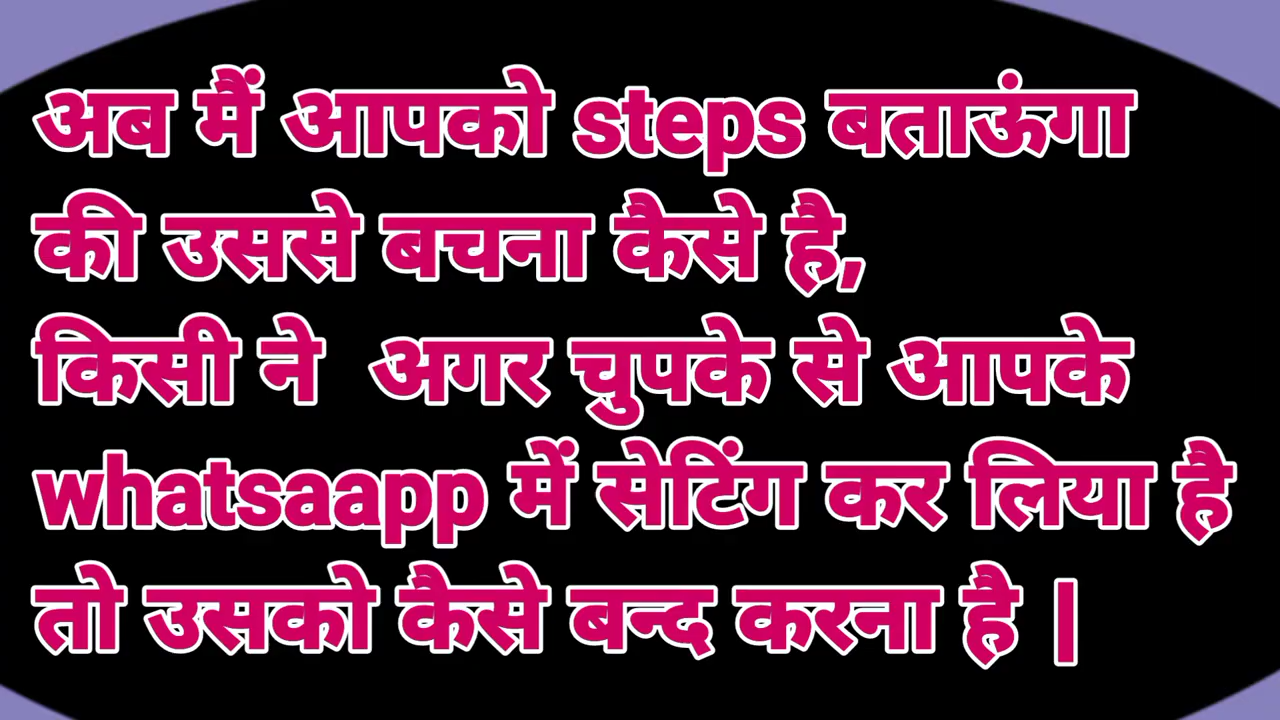 अब मैं आपको steps बताऊंगा
की उससे बचना कैसे है,
किसी ने अगर चुपके से आपके
whatsaapp में सेटिंग कर लिया है
तो उसको कैसे बन्द करना है |